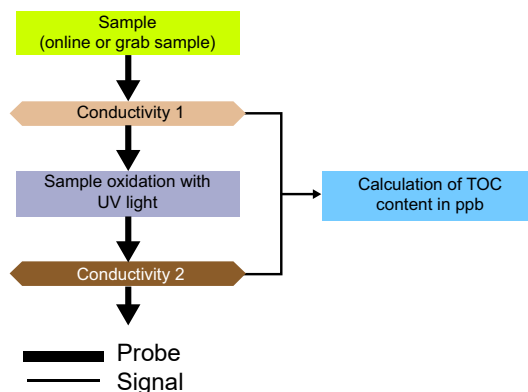 Sample
(online or grab sample)
Conductivity 1
Sample oxidation with
UV light
Calculation of TOC
content in ppb
Conductivity 2
Probe
Signal